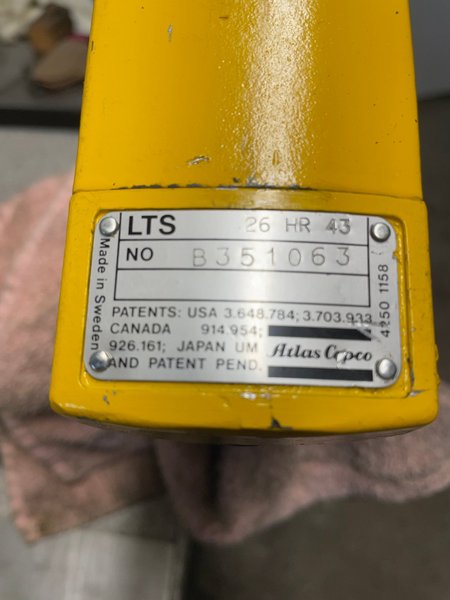 LTS 26 HR 43
NO B351063
PATENTS: USA 3.648.784; 3.703.933
CANADA 914.954;
926.161; JAPAN UM
AND PATENT PEND.
Atlas Copco
Made in Sweden
4250 1158